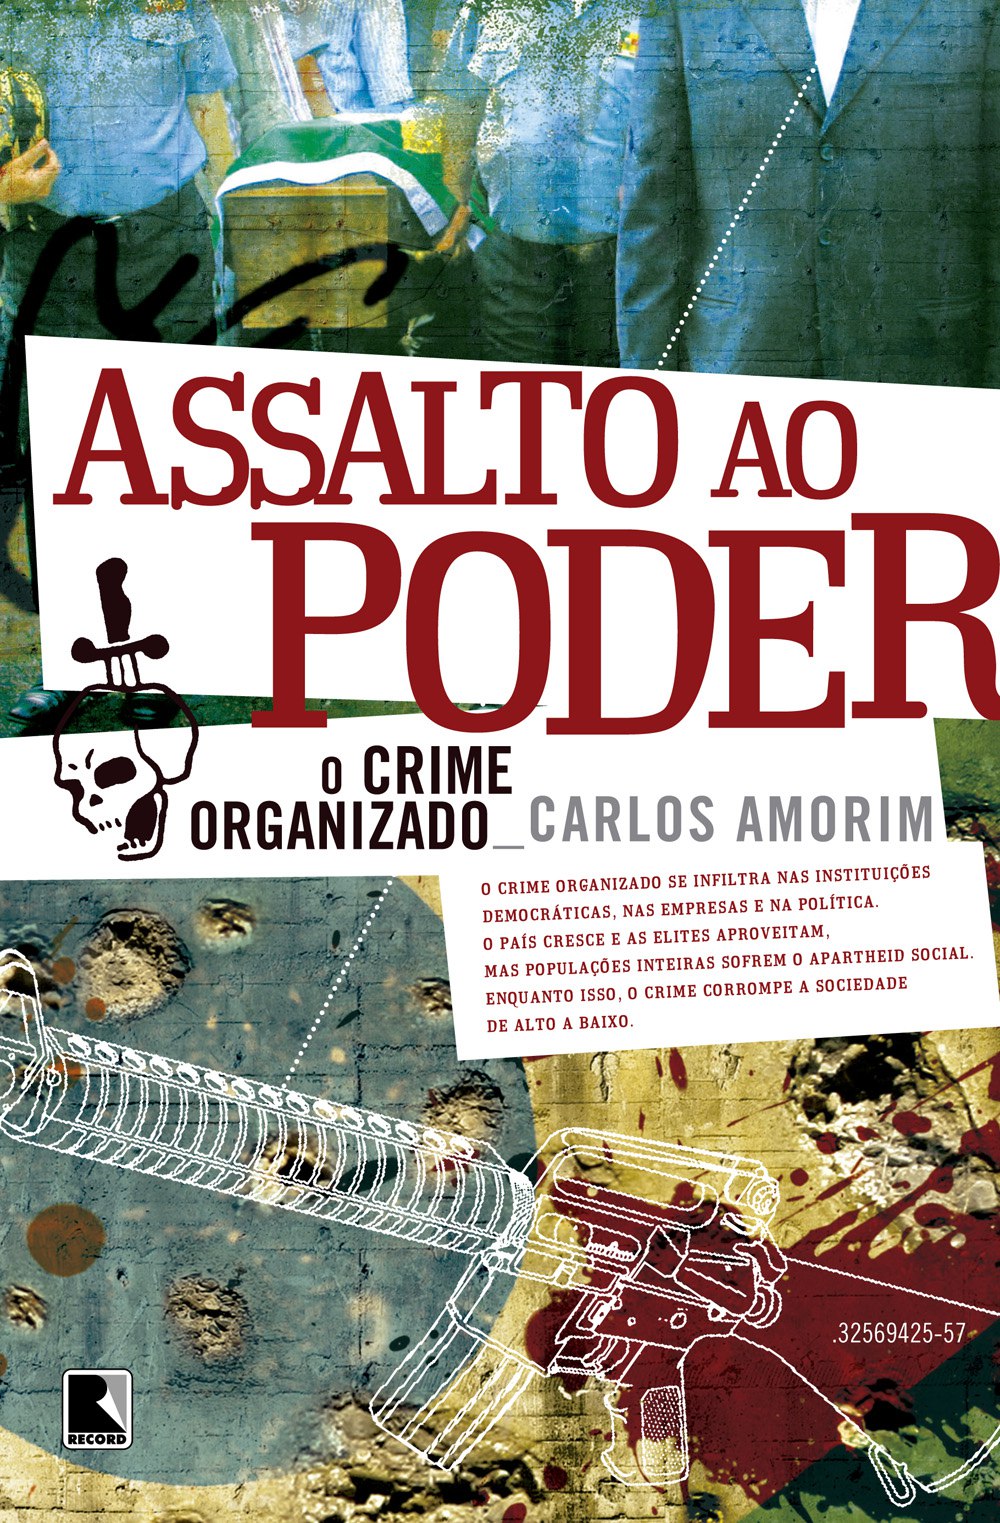 ASSALTO AO
PODER
O CRIME
ORGANIZADO_CARLOS AMORIM
O CRIME ORGANIZADO SE INFILTRA NAS INSTITUIÇÕES
DEMOCRÁTICAS, NAS EMPRESAS E NA POLÍTICA.
O PAÍS CRESCE E AS ELITES APROVEITAM,
MAS POPULAÇÕES INTEIRAS SOFREM O APARTHEID SOCIAL.
ENQUANTO ISSO, O CRIME CORROMPE A SOCIEDADE
DE ALTO A BAIXO.
.32569425-57
RECORD